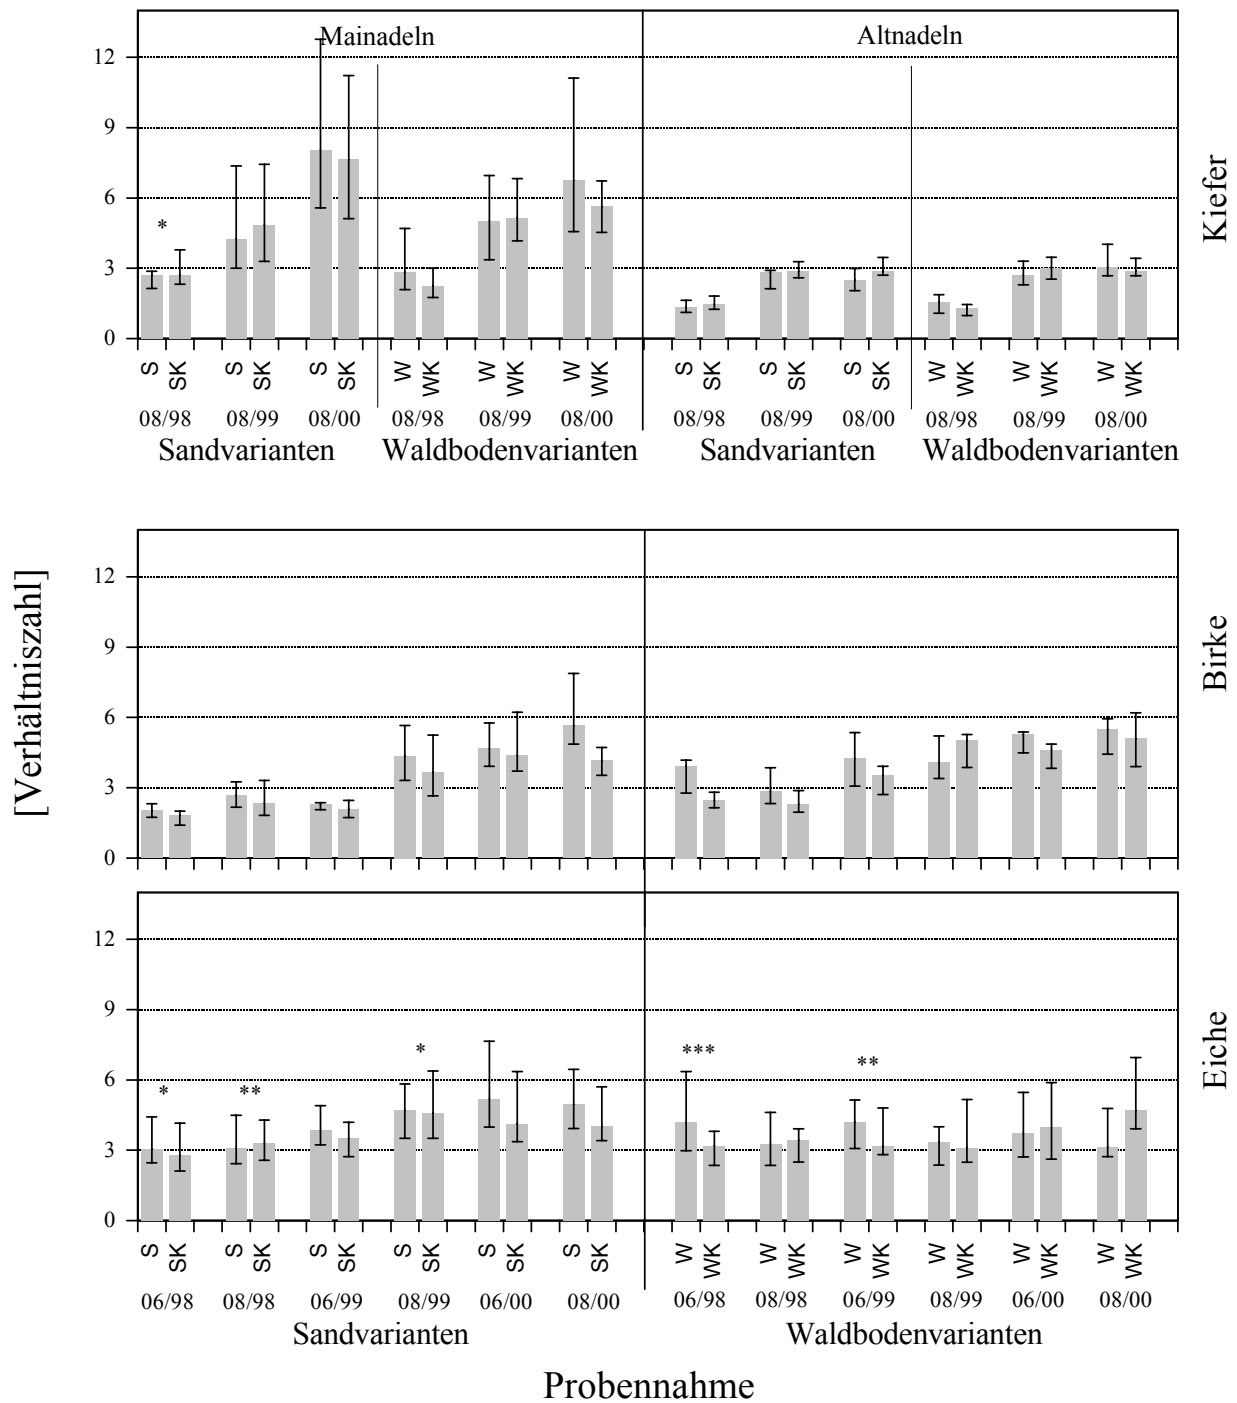 Mainadeln Altnadeln
12
9
6
*
3
0
Kiefer
S SK S SK S SK W WK W WK W WK S SK S SK S SK W WK W WK W WK
08/98 08/99 08/00 08/98 08/99 08/00 08/98 08/99 08/00 08/98 08/99 08/00
Sandvarianten Waldbodenvarianten Sandvarianten Waldbodenvarianten
[Verhältniszahl]
12
9
6
3
0
Birke
12
9
* *** **
6
* **
3
0
Eiche
S SK S SK S SK S SK S SK S SK W WK W WK W WK W WK W WK W WK
06/98 08/98 06/99 08/99 06/00 08/00 06/98 08/98 06/99 08/99 06/00 08/00
Sandvarianten Waldbodenvarianten
Probennahme